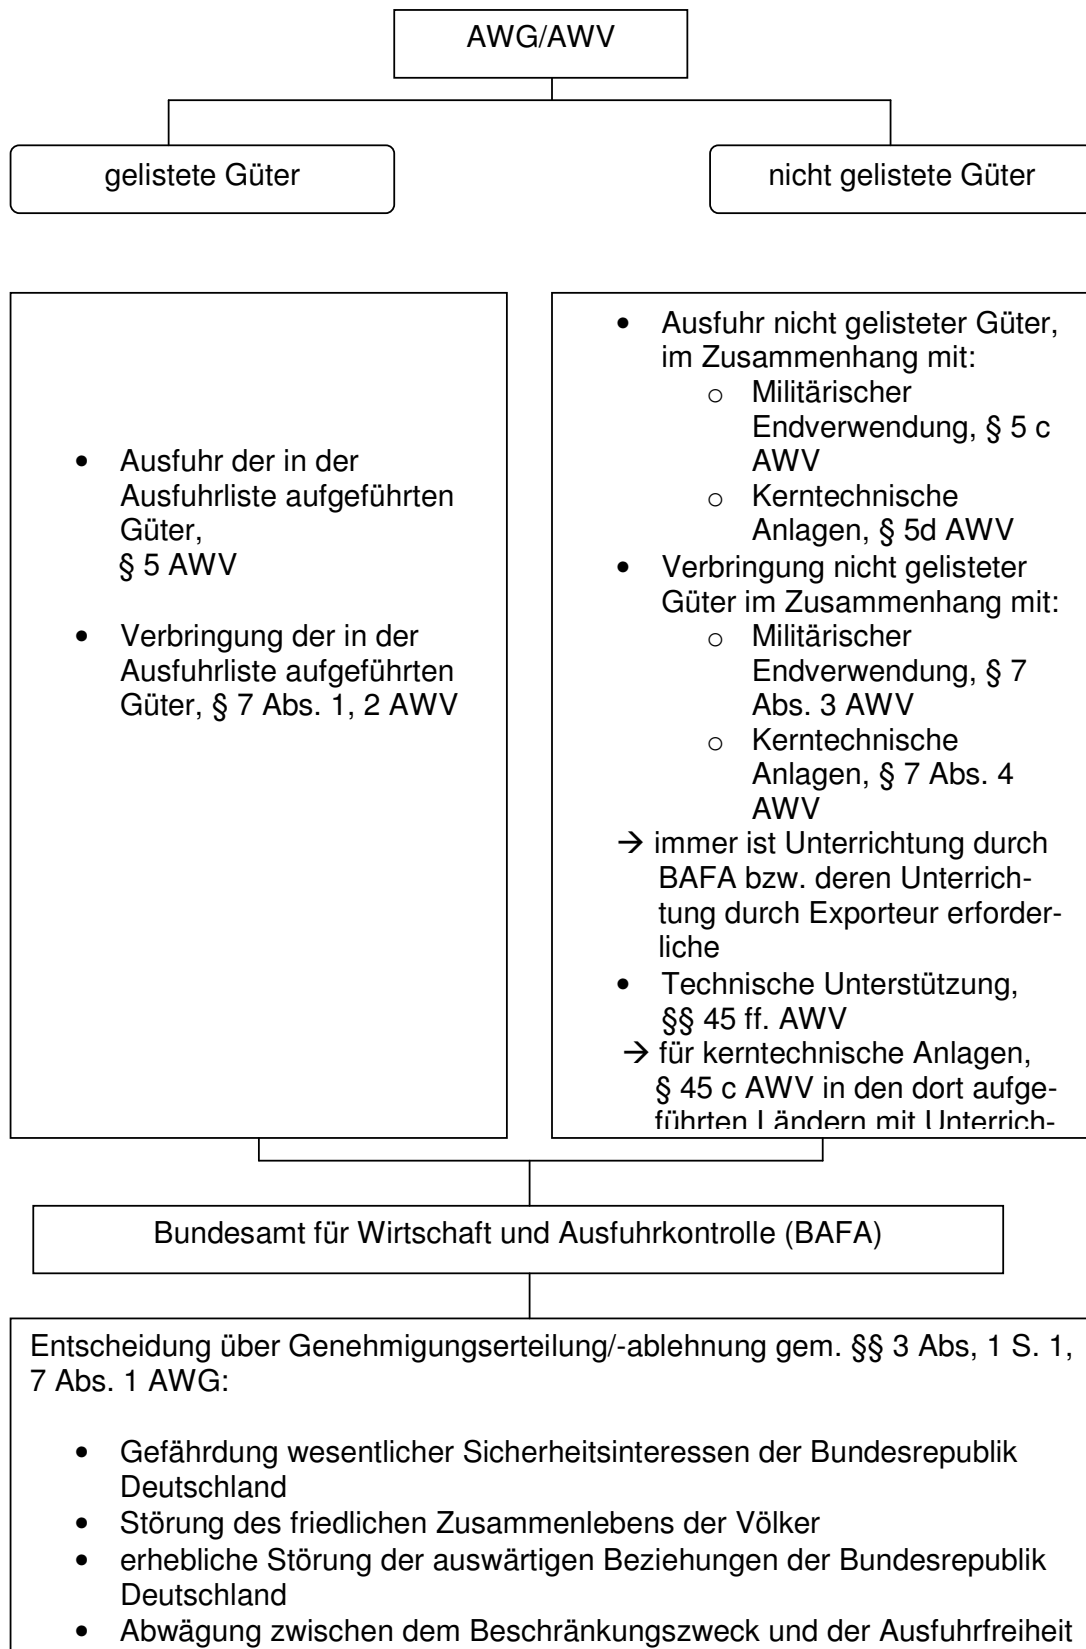 AWG/AWV
gelistete Güter
nicht gelistete Güter
• Ausfuhr der in der
Ausfuhrliste aufgeführten
Güter,
§ 5 AWV
• Verbringung der in der
Ausfuhrliste aufgeführten
Güter, § 7 Abs. 1, 2 AWV
• Ausfuhr nicht gelisteter Güter,
im Zusammenhang mit:
o Militärischer
Endverwendung, § 5 c
AWV
o Kerntechnische
Anlagen, § 5d AWV
• Verbringung nicht gelisteter
Güter im Zusammenhang mit:
o Militärischer
Endverwendung, § 7
Abs. 3 AWV
o Kerntechnische
Anlagen, § 7 Abs. 4
AWV
→ immer ist Unterrichtung durch
BAFA bzw. deren Unterrich-
tung durch Exporteur erforder-
liche
• Technische Unterstützung,
§§ 45 ff. AWV
→ für kerntechnische Anlagen,
§ 45 c AWV in den dort aufge-
führten Ländern mit Unterrich-
Bundesamt für Wirtschaft und Ausfuhrkontrolle (BAFA)
Entscheidung über Genehmigungserteilung/-ablehnung gem. §§ 3 Abs, 1 S. 1,
7 Abs. 1 AWG:
• Gefährdung wesentlicher Sicherheitsinteressen der Bundesrepublik
Deutschland
• Störung des friedlichen Zusammenlebens der Völker
• erhebliche Störung der auswärtigen Beziehungen der Bundesrepublik
Deutschland
• Abwägung zwischen dem Beschränkungszweck und der Ausfuhrfreiheit